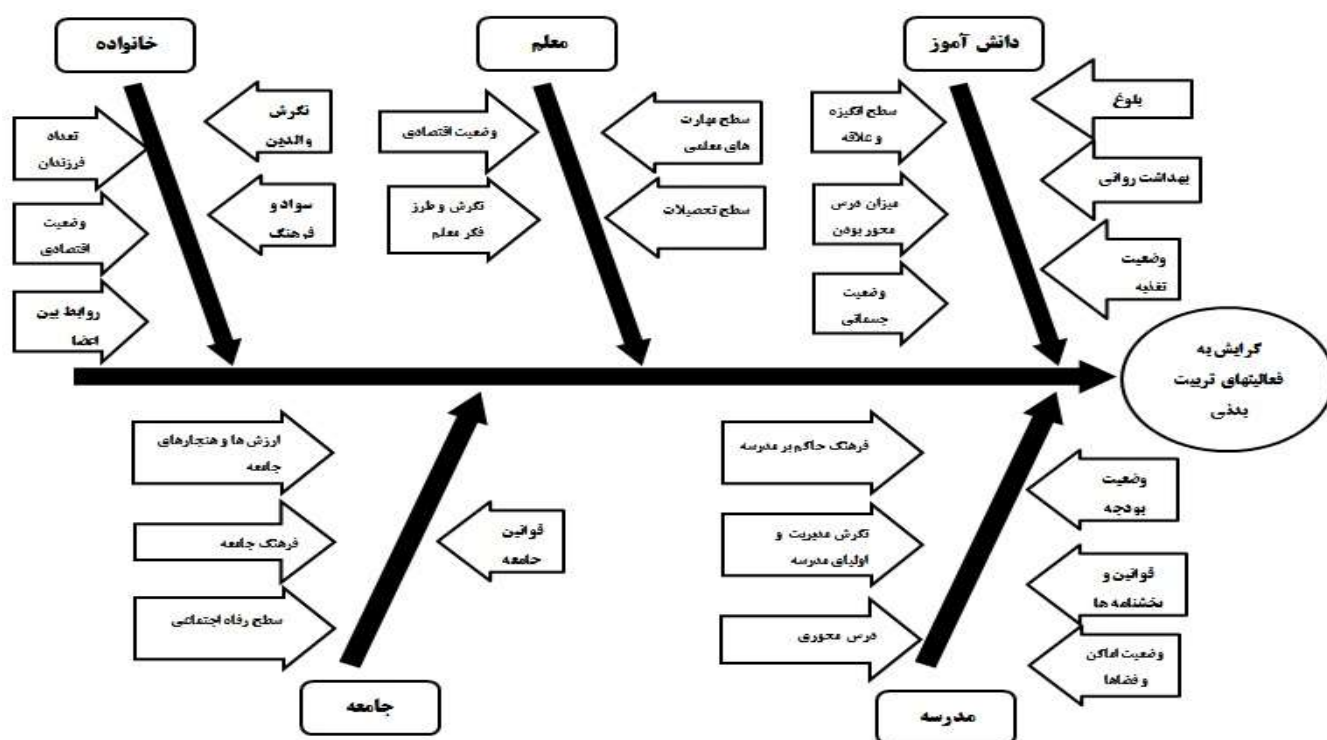 دانش آموز
معلم
خانواده
بلوغ
سطح انگیزه
و علاقه
بهداشت روانی
میزان درس
محور بودن
وضعیت
تغذیه
وضعیت
جسمانی
سطح مهارت
های معلمی
وضعیت اقتصادی
سطح تحصیلات
نگرش و طرز
فکر معلم
نگرش
والدین
تعداد
فرزندان
سواد و
فرهنگ
وضعیت
اقتصادی
روابط بین
اعضا
گرایش به
فعالیتهای تربیت
بدنی
وضعیت
بودجه
فرهنگ حاکم بر مدرسه
قوانین و
بخشنامه ها
نگرش مدیریت و
اولیای مدرسه
وضعیت اماکن
و فضاها
درس محوری
مدرسه
ارزش ها و هنجارهای
جامعه
قوانین
جامعه
فرهنگ جامعه
سطح رفاه اجتماعی
جامعه